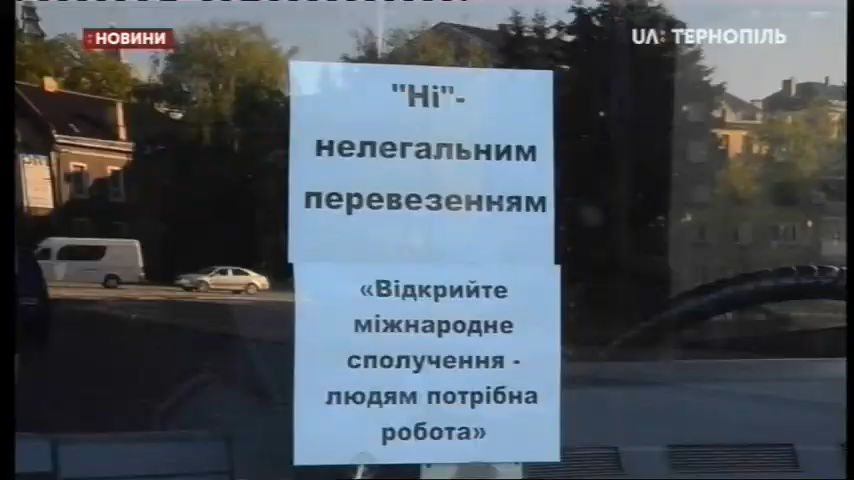 :НОВИНИ
UA: ТЕРНОПІЛЬ
"Ні"-
нелегальним
перевезенням
«Відкрийте
міжнародне
сполучення -
людям потрібна
робота»